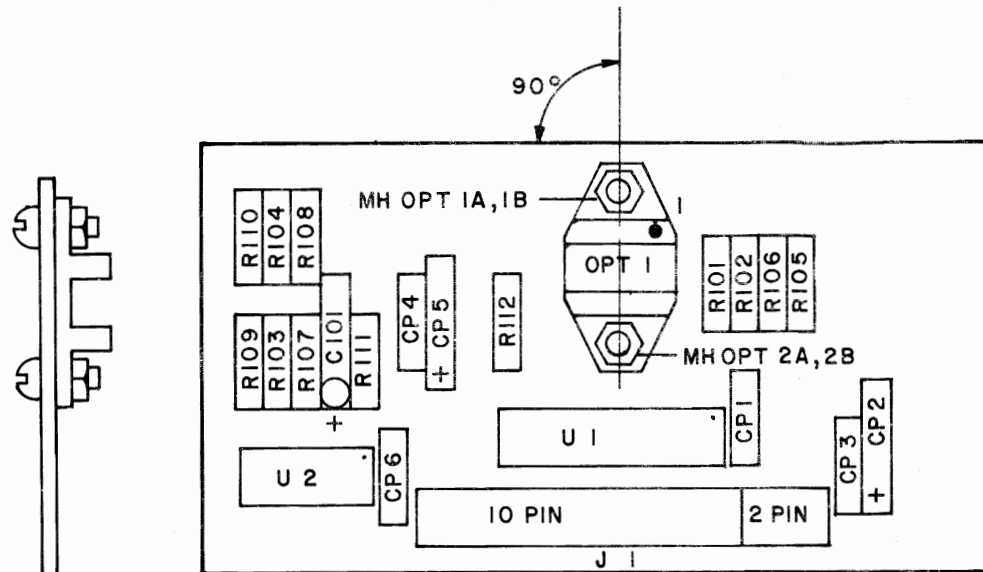 90°
MH OPT 1A, 1B
1
R110
R104
R108
OPT 1
R101
R102
R106
R105
CP4
CP5
+
R112
R109
R103
R107
C101
+
R111
MH OPT 2A, 2B
CP1
CP2
+
CP3
U 1
U 2
CP6
10 PIN
2 PIN
J 1